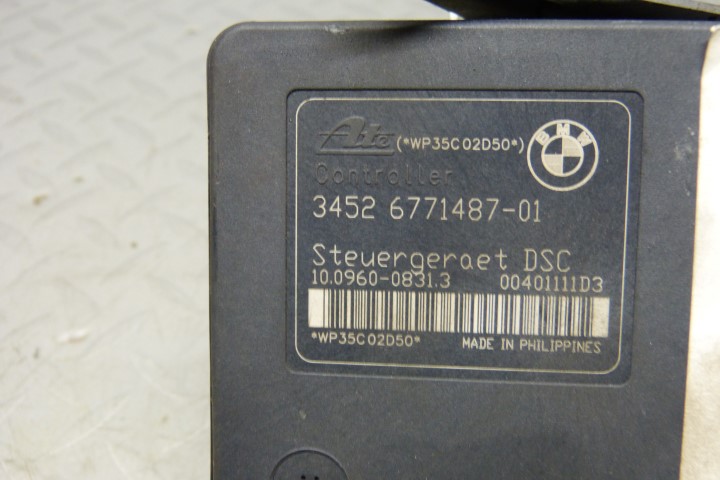 Ate (*WP35C02D50*)
BMW
Controller
3452 6771487-01
Steuergeraet DSC
10.0960-0831.3 00401111D3
*WP35C02D50* MADE IN PHILIPPINES